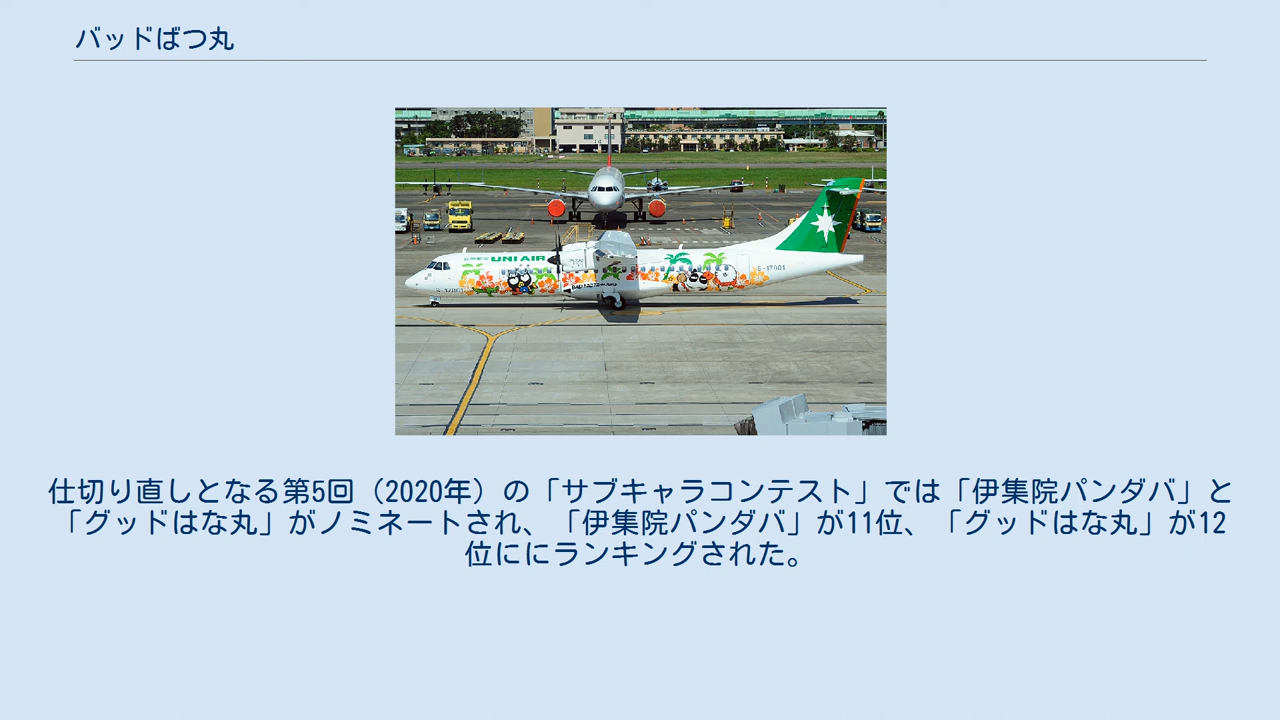 バッドばつ丸
UNI AIR
B-17001
仕切り直しとなる第5回（2020年）の「サブキャラコンテスト」では「伊集院パンダバ」と
「グッドはな丸」がノミネートされ、「伊集院パンダバ」が11位、「グッドはな丸」が12
位ににランキングされた。